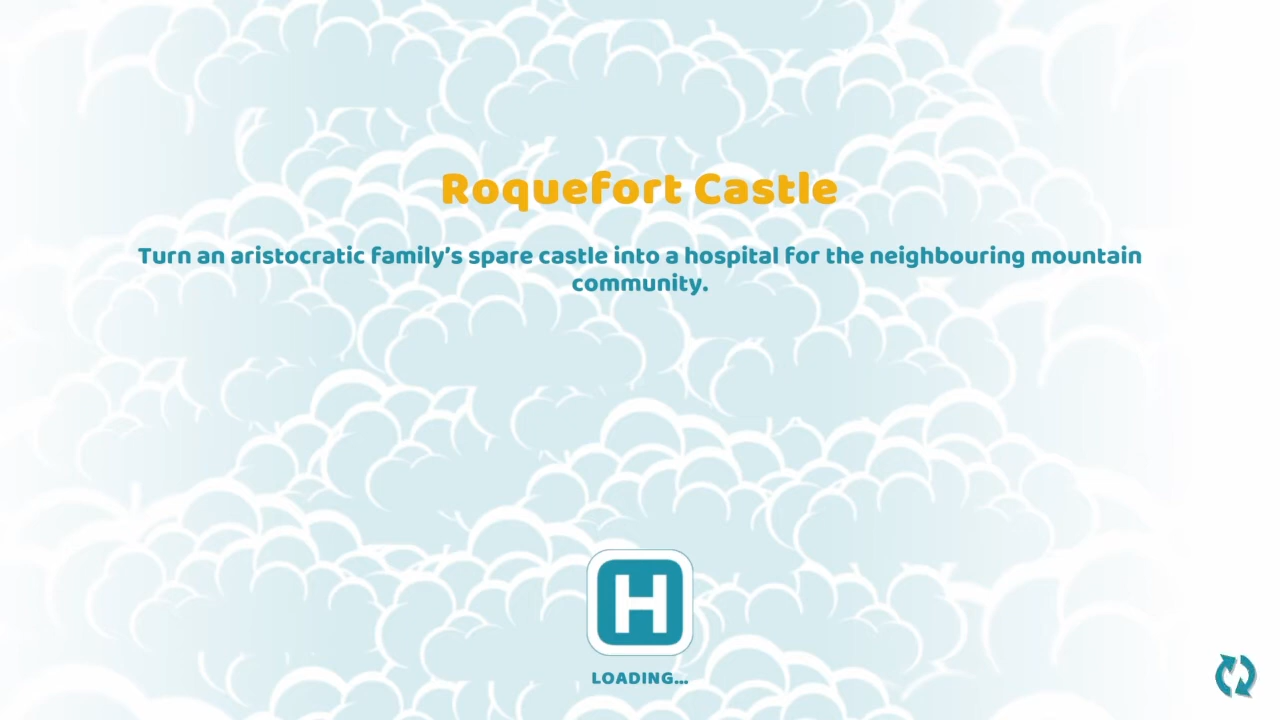 Roquefort Castle
Turn an aristocratic family's spare castle into a hospital for the neighbouring mountain
community.
H
LOADING...